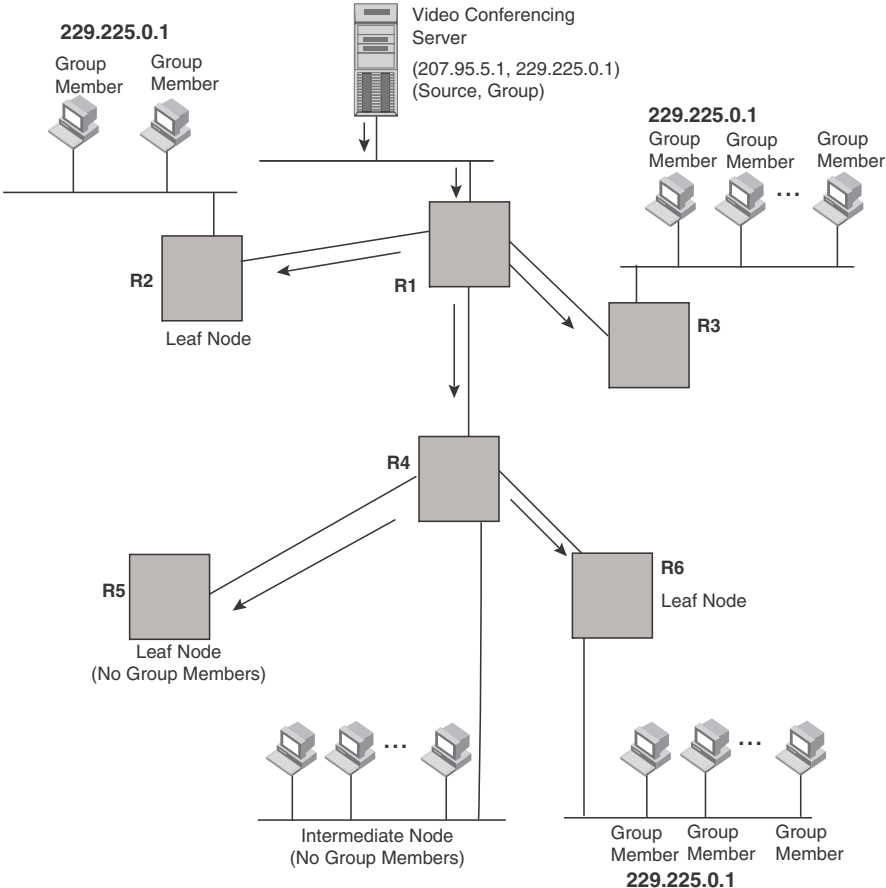 Video Conferencing
Server
(207.95.5.1, 229.225.0.1)
(Source, Group)
229.225.0.1
Group
Member
Group
Member
229.225.0.1
Group
Member
Group
Member
...
Group
Member
R2
Leaf Node
R1
R3
R4
R5
Leaf Node
(No Group Members)
R6
Leaf Node
...
Intermediate Node
(No Group Members)
...
Group
Member
Group
Member
Group
Member
229.225.0.1